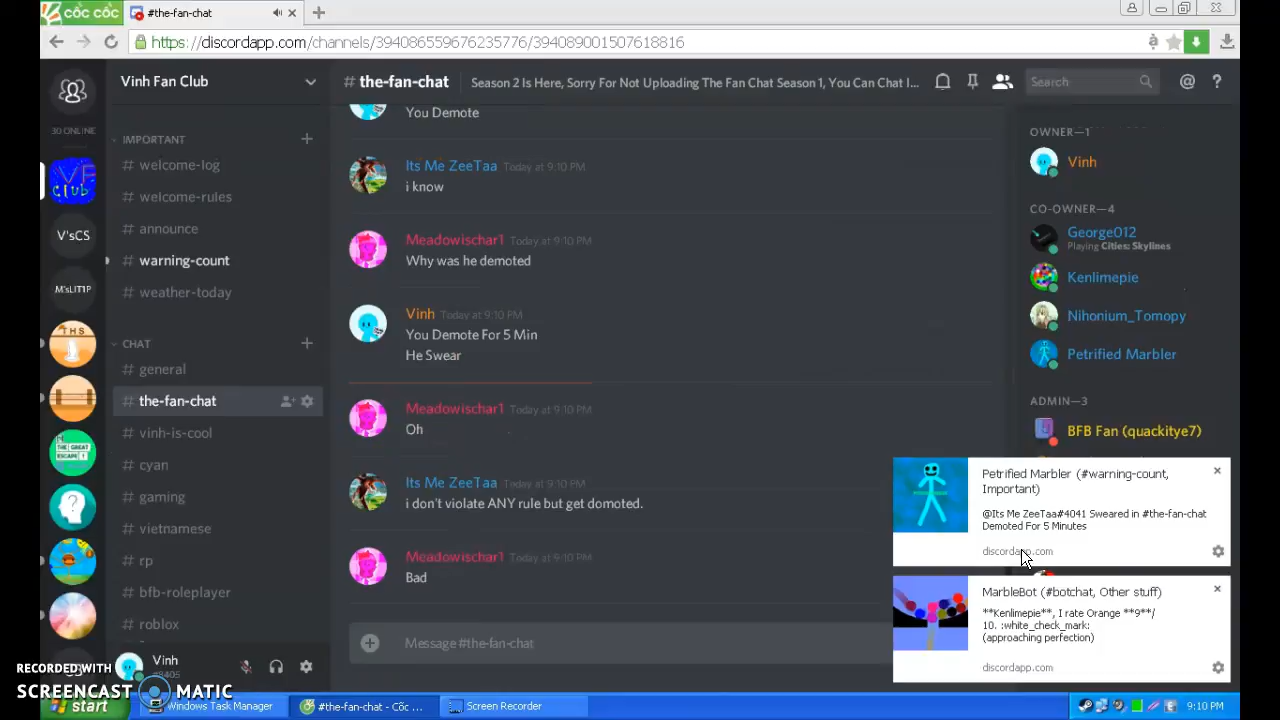 cốc cốc
#the-fan-chat
https://discordapp.com/channels/394086559676235776/394089001507618816
Vinh Fan Club
# the-fan-chat
Season 2 Is Here, Sorry For Not Uploading The Fan Chat Season 1, You Can Chat I...
Search
@
?
30 ONLINE
V'sCS
M'sLIT1P
THS
IMPORTANT
# welcome-log
# welcome-rules
# announce
# warning-count
# weather-today
CHAT
# general
# the-fan-chat
# vinh-is-cool
# cyan
# gaming
# vietnamese
# rp
# bfb-roleplayer
# roblox
Vinh
#8405
You Demote
Its Me ZeeTaa Today at 9:10 PM
i know
Meadowischar1 Today at 9:10 PM
Why was he demoted
Vinh Today at 9:10 PM
You Demote For 5 Min
He Swear
Meadowischar1 Today at 9:10 PM
Oh
Its Me ZeeTaa Today at 9:10 PM
i don't violate ANY rule but get domoted.
Meadowischar1 Today at 9:10 PM
Bad
Message #the-fan-chat
OWNER—1
Vinh
CO-OWNER—4
George012
Playing Cities: Skylines
Kenlimepie
Nihonium_Tomopy
Petrified Marbler
ADMIN—3
BFB Fan (quackitye7)
Petrified Marbler (#warning-count,
Important)
@Its Me ZeeTaa#4041 Sweared in #the-fan-chat
Demoted For 5 Minutes
discordapp.com
MarbleBot (#botchat, Other stuff)
**Kenlimepie**, I rate Orange **9**/
10. :white_check_mark:
(approaching perfection)
discordapp.com
RECORDED WITH
SCREENCAST MATIC
start
Windows Task Manager
#the-fan-chat - Cốc ...
Screen Recorder
9:10 PM